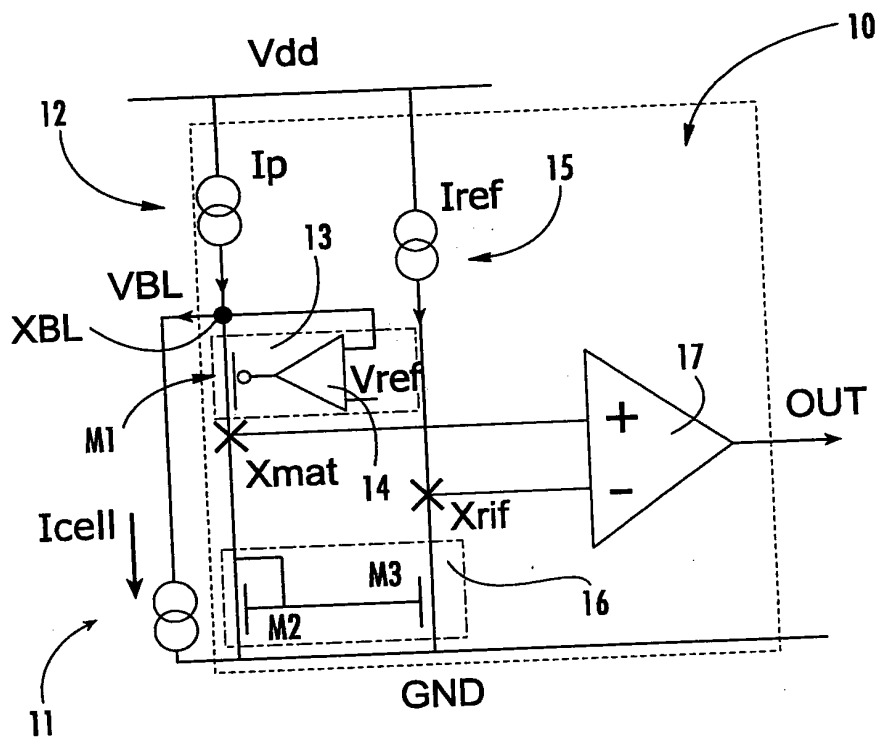 10
Vdd
12
Ip
15
Iref
13
VBL
XBL
Vref
17
OUT
M1
+
Xmat
14
−
Xrif
Icell
M3
16
M2
GND
11